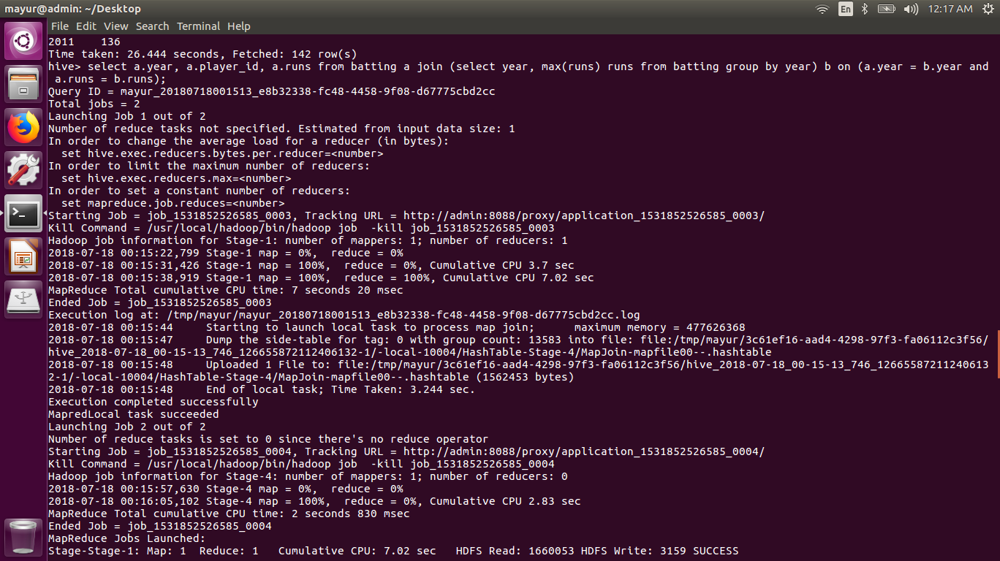 mayur@admin: ~/Desktop
En
12:17 AM
File Edit View Search Terminal Help
2011    136
Time taken: 26.444 seconds, Fetched: 142 row(s)
hive> select a.year, a.player_id, a.runs from batting a join (select year, max(runs) runs from batting group by year) b on (a.year = b.year and
 a.runs = b.runs);
Query ID = mayur_20180718001513_e8b32338-fc48-4458-9f08-d67775cbd2cc
Total jobs = 2
Launching Job 1 out of 2
Number of reduce tasks not specified. Estimated from input data size: 1
In order to change the average load for a reducer (in bytes):
  set hive.exec.reducers.bytes.per.reducer=<number>
In order to limit the maximum number of reducers:
  set hive.exec.reducers.max=<number>
In order to set a constant number of reducers:
  set mapreduce.job.reduces=<number>
Starting Job = job_1531852526585_0003, Tracking URL = http://admin:8088/proxy/application_1531852526585_0003/
Kill Command = /usr/local/hadoop/bin/hadoop job  -kill job_1531852526585_0003
Hadoop job information for Stage-1: number of mappers: 1; number of reducers: 1
2018-07-18 00:15:22,799 Stage-1 map = 0%,  reduce = 0%
2018-07-18 00:15:31,426 Stage-1 map = 100%,  reduce = 0%, Cumulative CPU 3.7 sec
2018-07-18 00:15:38,919 Stage-1 map = 100%,  reduce = 100%, Cumulative CPU 7.02 sec
MapReduce Total cumulative CPU time: 7 seconds 20 msec
Ended Job = job_1531852526585_0003
Execution log at: /tmp/mayur/mayur_20180718001513_e8b32338-fc48-4458-9f08-d67775cbd2cc.log
2018-07-18 00:15:44     Starting to launch local task to process map join;      maximum memory = 477626368
2018-07-18 00:15:47     Dump the side-table for tag: 0 with group count: 13583 into file: file:/tmp/mayur/3c61ef16-aad4-4298-97f3-fa06112c3f56/
hive_2018-07-18_00-15-13_746_126655872112406132-1/-local-10004/HashTable-Stage-4/MapJoin-mapfile00--.hashtable
2018-07-18 00:15:48     Uploaded 1 File to: file:/tmp/mayur/3c61ef16-aad4-4298-97f3-fa06112c3f56/hive_2018-07-18_00-15-13_746_12665587211240613
2-1/-local-10004/HashTable-Stage-4/MapJoin-mapfile00--.hashtable (1562453 bytes)
2018-07-18 00:15:48     End of local task; Time Taken: 3.244 sec.
Execution completed successfully
MapredLocal task succeeded
Launching Job 2 out of 2
Number of reduce tasks is set to 0 since there's no reduce operator
Starting Job = job_1531852526585_0004, Tracking URL = http://admin:8088/proxy/application_1531852526585_0004/
Kill Command = /usr/local/hadoop/bin/hadoop job  -kill job_1531852526585_0004
Hadoop job information for Stage-4: number of mappers: 1; number of reducers: 0
2018-07-18 00:15:57,630 Stage-4 map = 0%,  reduce = 0%
2018-07-18 00:16:05,102 Stage-4 map = 100%,  reduce = 0%, Cumulative CPU 2.83 sec
MapReduce Total cumulative CPU time: 2 seconds 830 msec
Ended Job = job_1531852526585_0004
MapReduce Jobs Launched:
Stage-Stage-1: Map: 1  Reduce: 1   Cumulative CPU: 7.02 sec   HDFS Read: 1660053 HDFS Write: 3159 SUCCESS